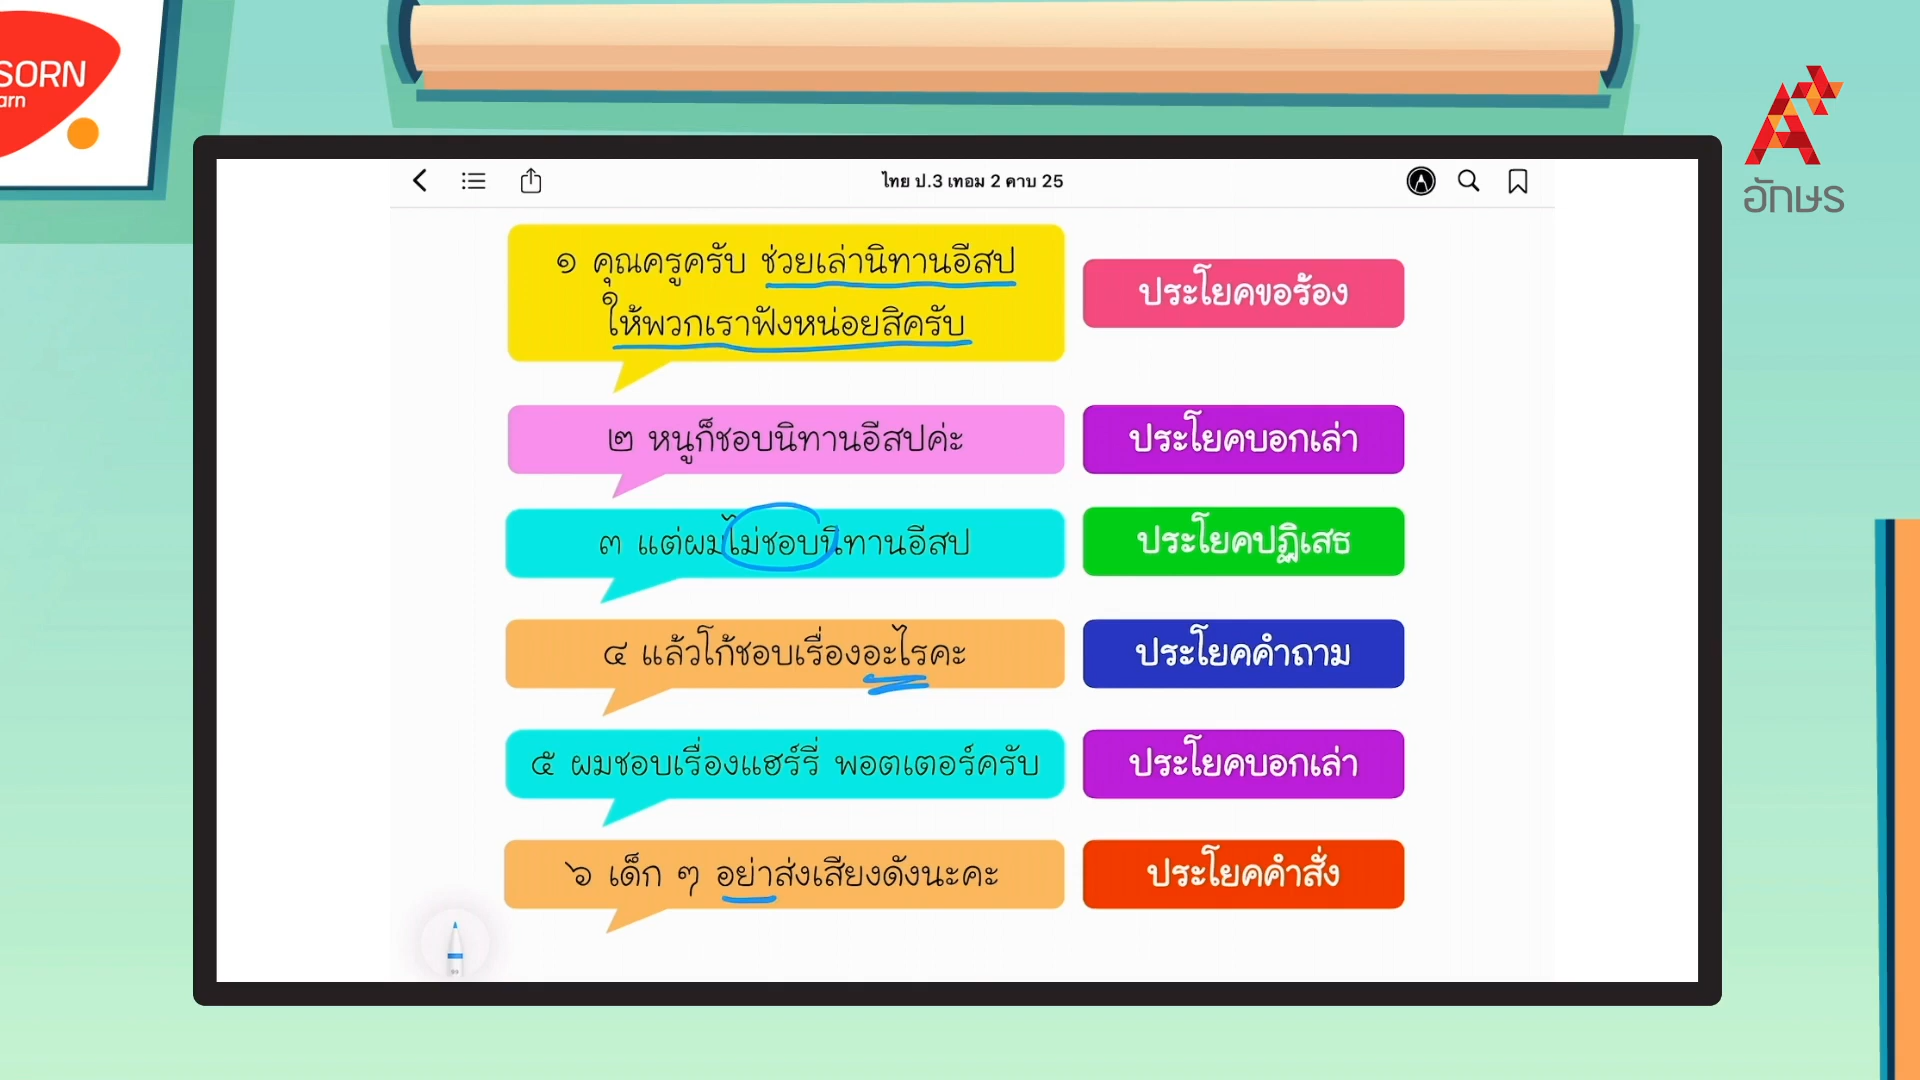 SORN
arn
อักษร
ไทย ป.3 เทอม 2 คาบ 25
๑ คุณครูครับ ช่วยเล่านิทานอีสป
ให้พวกเราฟังหน่อยสิครับ
ประโยคขอร้อง
๒ หนูก็ชอบนิทานอีสปค่ะ
ประโยคบอกเล่า
๓ แต่ผมไม่ชอบนิทานอีสป
ประโยคปฏิเสธ
๔ แล้วโก้ชอบเรื่องอะไรคะ
ประโยคคำถาม
๕ ผมชอบเรื่องแฮร์รี่ พอตเตอร์ครับ
ประโยคบอกเล่า
๖ เด็ก ๆ อย่าส่งเสียงดังนะคะ
ประโยคคำสั่ง